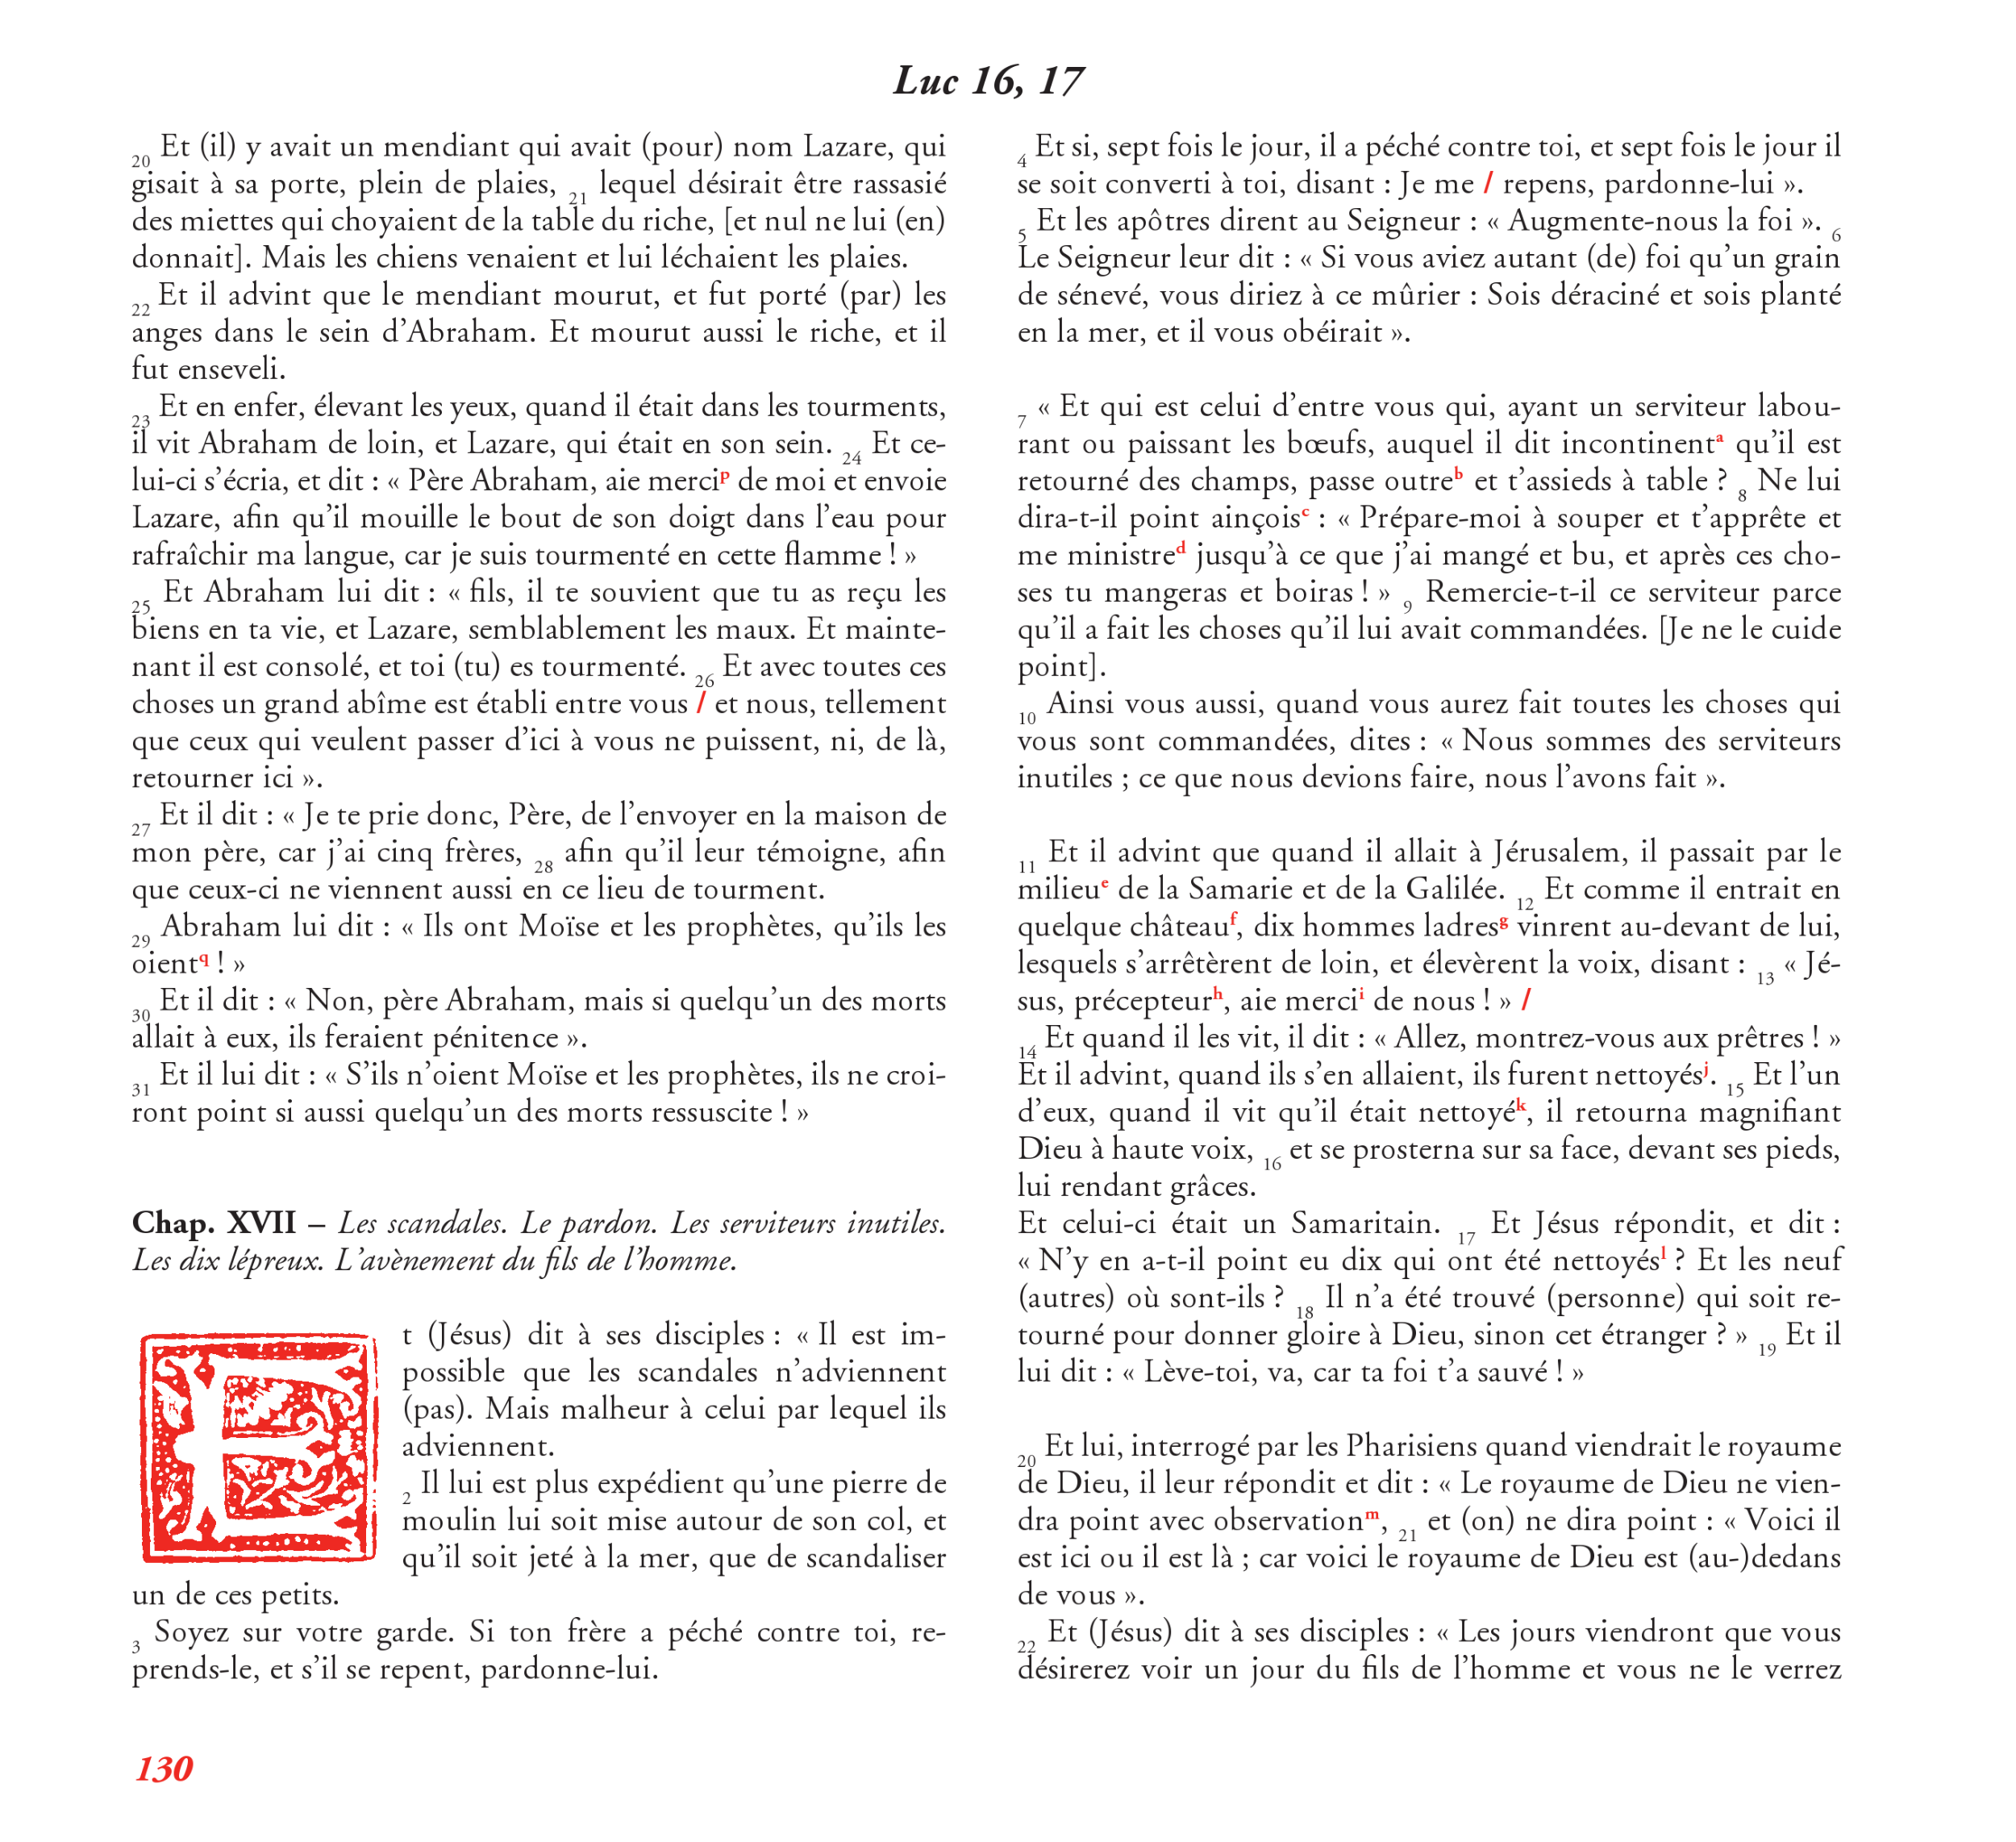 Luc 16, 17
20 Et (il) y avait un mendiant qui avait (pour) nom Lazare, qui
gisait à sa porte, plein de plaies, 21 lequel désirait être rassasié
des miettes qui choyaient de la table du riche, [et nul ne lui (en)
donnait]. Mais les chiens venaient et lui léchaient les plaies.
22 Et il advint que le mendiant mourut, et fut porté (par) les
anges dans le sein d’Abraham. Et mourut aussi le riche, et il
fut enseveli.
23 Et en enfer, élevant les yeux, quand il était dans les tourments,
il vit Abraham de loin, et Lazare, qui était en son sein. 24 Et ce-
lui-ci s’écria, et dit : « Père Abraham, aie merciᵖ de moi et envoie
Lazare, afin qu’il mouille le bout de son doigt dans l’eau pour
rafraîchir ma langue, car je suis tourmenté en cette flamme ! »
25 Et Abraham lui dit : « fils, il te souvient que tu as reçu les
biens en ta vie, et Lazare, semblablement les maux. Et mainte-
nant il est consolé, et toi (tu) es tourmenté. 26 Et avec toutes ces
choses un grand abîme est établi entre vous / et nous, tellement
que ceux qui veulent passer d’ici à vous ne puissent, ni, de là,
retourner ici ».
27 Et il dit : « Je te prie donc, Père, de l’envoyer en la maison de
mon père, car j’ai cinq frères, 28 afin qu’il leur témoigne, afin
que ceux-ci ne viennent aussi en ce lieu de tourment.
29 Abraham lui dit : « Ils ont Moïse et les prophètes, qu’ils les
oient^q ! »
30 Et il dit : « Non, père Abraham, mais si quelqu’un des morts
allait à eux, ils feraient pénitence ».
31 Et il lui dit : « S’ils n’oient Moïse et les prophètes, ils ne croi-
ront point si aussi quelqu’un des morts ressuscite ! »
Chap. XVII – Les scandales. Le pardon. Les serviteurs inutiles.
Les dix lépreux. L’avènement du fils de l’homme.
Et (Jésus) dit à ses disciples : « Il est im-
possible que les scandales n’adviennent
(pas). Mais malheur à celui par lequel ils
adviennent.
2 Il lui est plus expédient qu’une pierre de
moulin lui soit mise autour de son col, et
qu’il soit jeté à la mer, que de scandaliser
un de ces petits.
3 Soyez sur votre garde. Si ton frère a péché contre toi, re-
prends-le, et s’il se repent, pardonne-lui.
4 Et si, sept fois le jour, il a péché contre toi, et sept fois le jour il
se soit converti à toi, disant : Je me / repens, pardonne-lui ».
5 Et les apôtres dirent au Seigneur : « Augmente-nous la foi ». 6
Le Seigneur leur dit : « Si vous aviez autant (de) foi qu’un grain
de sénevé, vous diriez à ce mûrier : Sois déraciné et sois planté
en la mer, et il vous obéirait ».
7 « Et qui est celui d’entre vous qui, ayant un serviteur labou-
rant ou paissant les bœufs, auquel il dit incontinentᵃ qu’il est
retourné des champs, passe outreᵇ et t’assieds à table ? 8 Ne lui
dira-t-il point ainçoisᶜ : « Prépare-moi à souper et t’apprête et
me ministreᵈ jusqu’à ce que j’ai mangé et bu, et après ces cho-
ses tu mangeras et boiras ! » 9 Remercie-t-il ce serviteur parce
qu’il a fait les choses qu’il lui avait commandées. [Je ne le cuide
point].
10 Ainsi vous aussi, quand vous aurez fait toutes les choses qui
vous sont commandées, dites : « Nous sommes des serviteurs
inutiles ; ce que nous devions faire, nous l’avons fait ».
11 Et il advint que quand il allait à Jérusalem, il passait par le
milieuᵉ de la Samarie et de la Galilée. 12 Et comme il entrait en
quelque châteauᶠ, dix hommes ladresᵍ vinrent au-devant de lui,
lesquels s’arrêtèrent de loin, et élevèrent la voix, disant : 13 « Jé-
sus, précepteurʰ, aie merciⁱ de nous ! » /
14 Et quand il les vit, il dit : « Allez, montrez-vous aux prêtres ! »
Et il advint, quand ils s’en allaient, ils furent nettoyésʲ. 15 Et l’un
d’eux, quand il vit qu’il était nettoyéᵏ, il retourna magnifiant
Dieu à haute voix, 16 et se prosterna sur sa face, devant ses pieds,
lui rendant grâces.
Et celui-ci était un Samaritain. 17 Et Jésus répondit, et dit :
« N’y en a-t-il point eu dix qui ont été nettoyésˡ ? Et les neuf
(autres) où sont-ils ? 18 Il n’a été trouvé (personne) qui soit re-
tourné pour donner gloire à Dieu, sinon cet étranger ? » 19 Et il
lui dit : « Lève-toi, va, car ta foi t’a sauvé ! »
20 Et lui, interrogé par les Pharisiens quand viendrait le royaume
de Dieu, il leur répondit et dit : « Le royaume de Dieu ne vien-
dra point avec observationᵐ, 21 et (on) ne dira point : « Voici il
est ici ou il est là ; car voici le royaume de Dieu est (au-)dedans
de vous ».
22 Et (Jésus) dit à ses disciples : « Les jours viendront que vous
désirerez voir un jour du fils de l’homme et vous ne le verrez
130